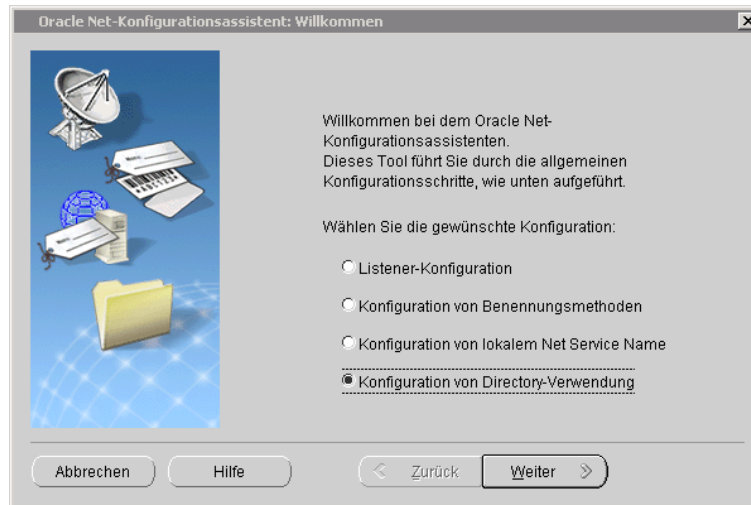 Oracle Net-Konfigurationsassistent: Willkommen
Willkommen bei dem Oracle Net-
Konfigurationsassistenten.
Dieses Tool führt Sie durch die allgemeinen
Konfigurationsschritte, wie unten aufgeführt.
Wählen Sie die gewünschte Konfiguration:
Listener-Konfiguration
Konfiguration von Benennungsmethoden
Konfiguration von lokalem Net Service Name
Konfiguration von Directory-Verwendung
Abbrechen
Hilfe
Zurück
Weiter